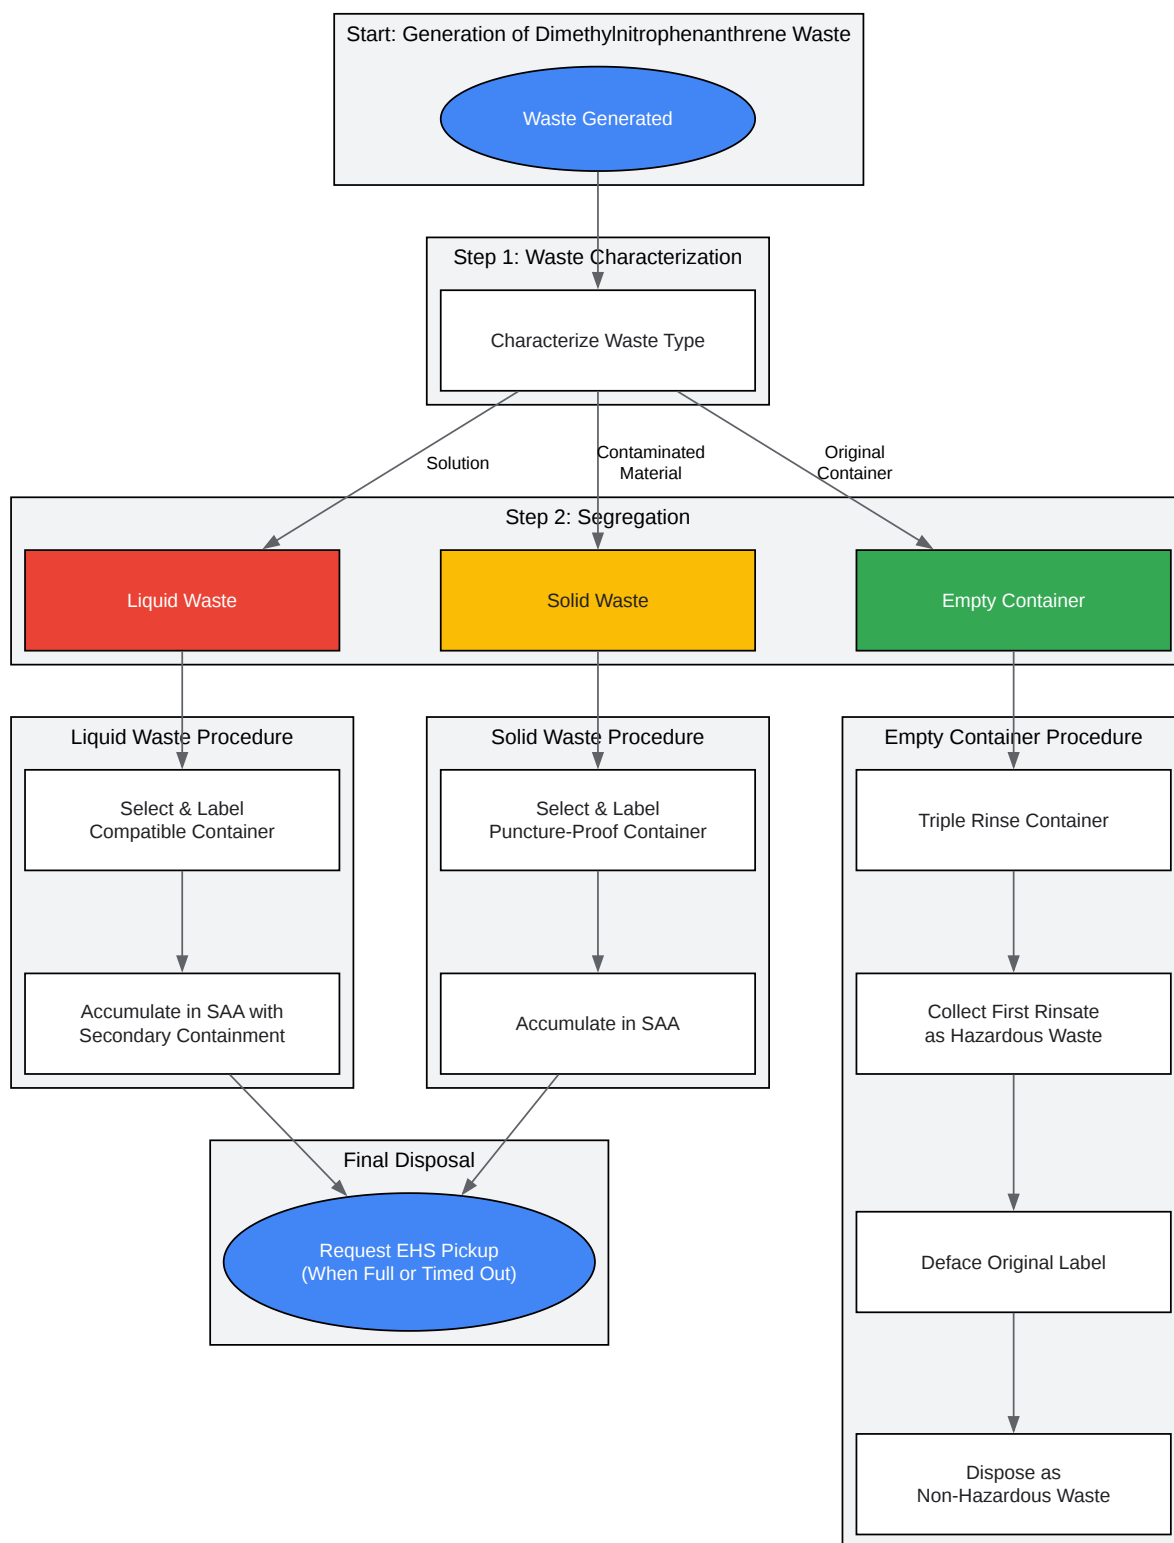 Start: Generation of Dimethylnitrophenanthrene Waste
Waste Generated
Step 1: Waste Characterization
Characterize Waste Type
Solution
Contaminated
Material
Original
Container
Step 2: Segregation
Liquid Waste
Solid Waste
Empty Container
Liquid Waste Procedure
Select & Label
Compatible Container
Accumulate in SAA with
Secondary Containment
Solid Waste Procedure
Select & Label
Puncture-Proof Container
Accumulate in SAA
Empty Container Procedure
Triple Rinse Container
Collect First Rinsate
as Hazardous Waste
Deface Original Label
Dispose as
Non-Hazardous Waste
Final Disposal
Request EHS Pickup
(When Full or Timed Out)